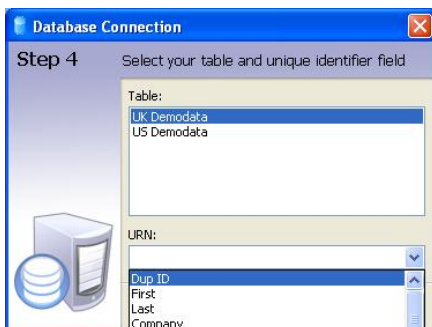 Database Connection
Step 4
Select your table and unique identifier field
Table:
UK Demodata
US Demodata
URN:
Dup ID
First
Last
Company